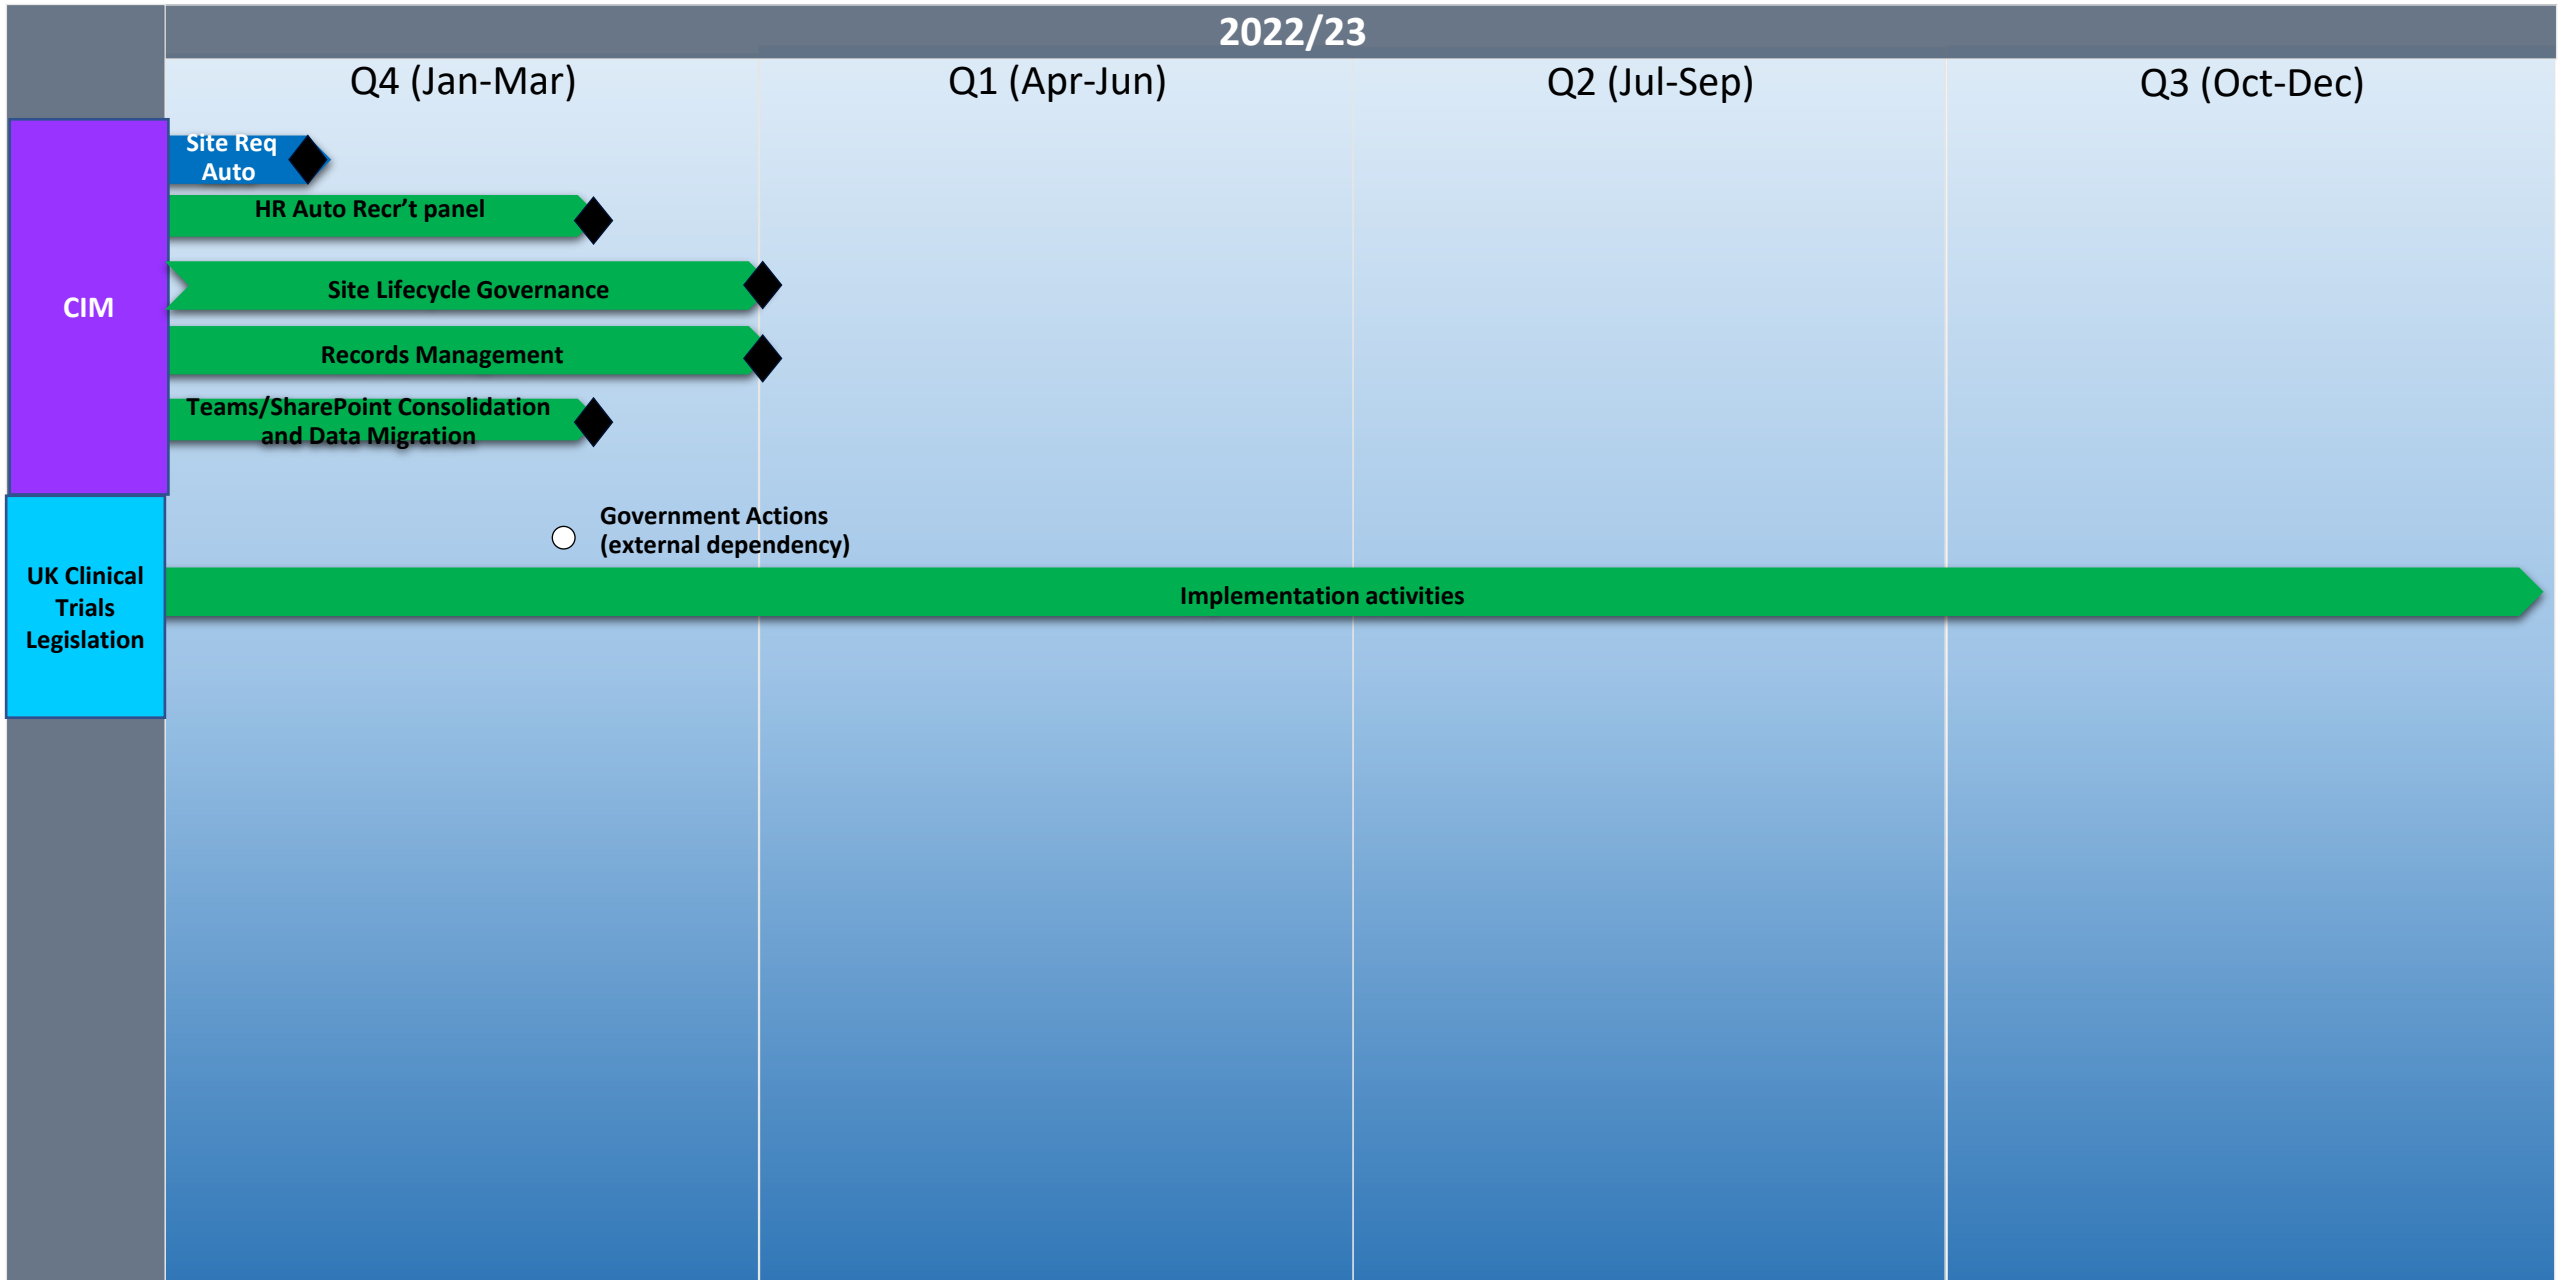 2022/23
Q4 (Jan-Mar)
Q1 (Apr-Jun)
Q2 (Jul-Sep)
Q3 (Oct-Dec)
CIM
Site Req
Auto
HR Auto Recr’t panel
Site Lifecycle Governance
Records Management
Teams/SharePoint Consolidation
and Data Migration
UK Clinical
Trials
Legislation
Government Actions
(external dependency)
Implementation activities